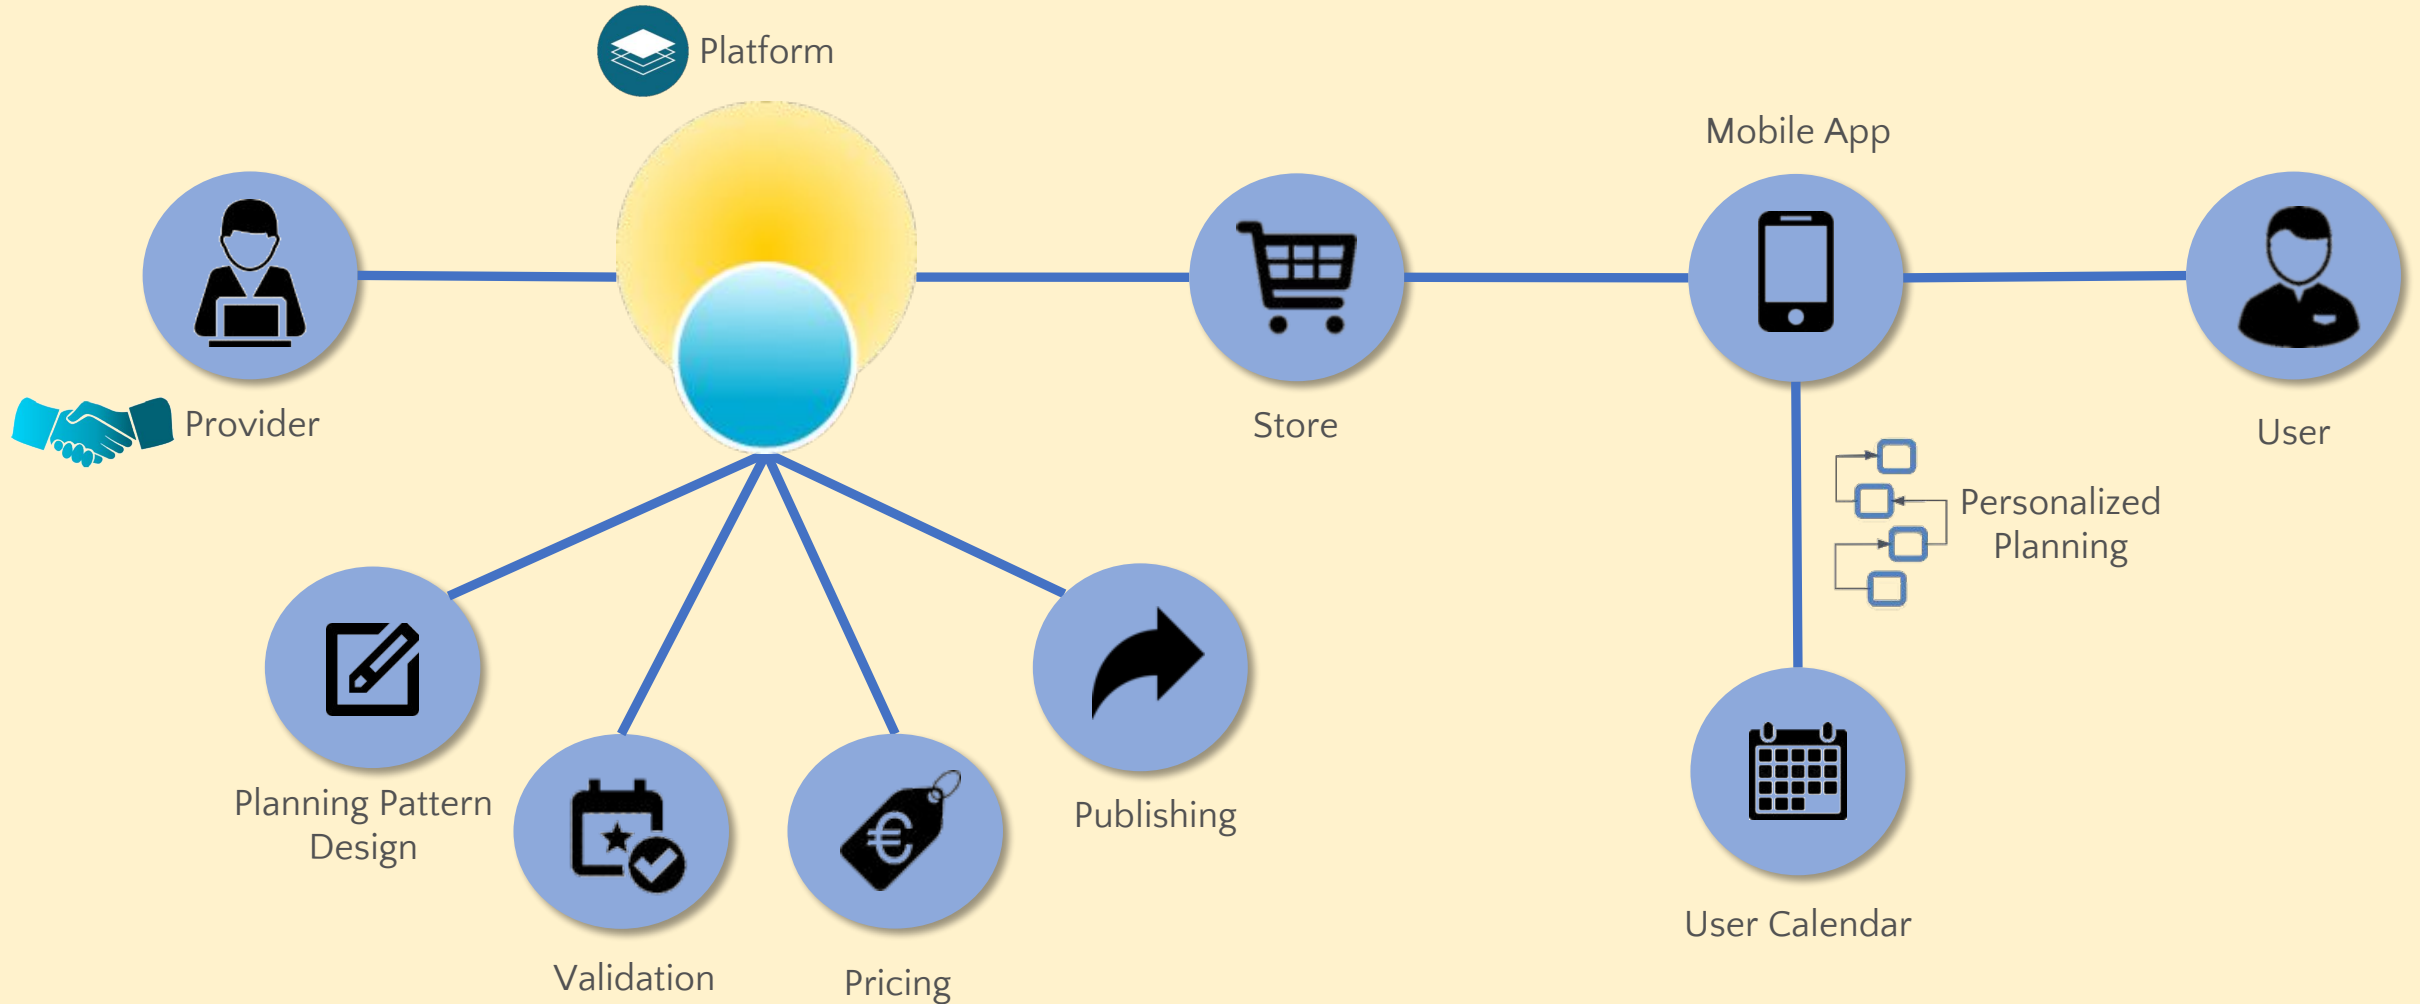 Platform
Mobile App
Provider
Store
User
Personalized
Planning
Planning Pattern
Design
Publishing
User Calendar
Validation
Pricing